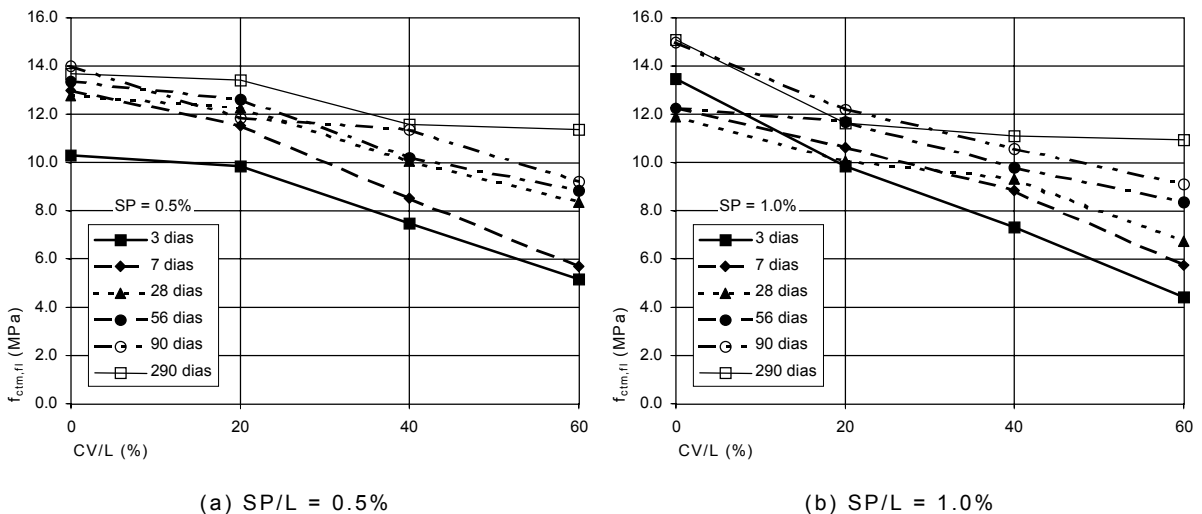 16.0
14.0
12.0
10.0
8.0
6.0
4.0
2.0
0.0
f ctm,fl (MPa)
SP = 0.5%
3 dias
7 dias
28 dias
56 dias
90 dias
290 dias
0 20 40 60
CV/L (%)
(a) SP/L = 0.5%
16.0
14.0
12.0
10.0
8.0
6.0
4.0
2.0
0.0
f ctm,fl (MPa)
SP = 1.0%
3 dias
7 dias
28 dias
56 dias
90 dias
290 dias
0 20 40 60
CV/L (%)
(b) SP/L = 1.0%